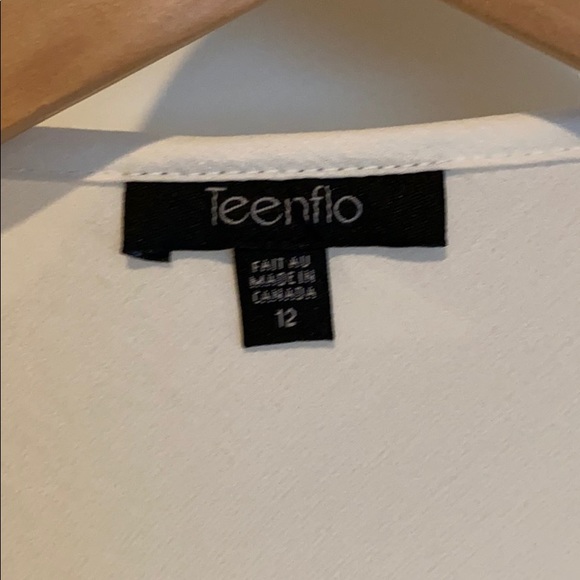 Teenflo
FAIT AU
MADE IN
CANADA
12